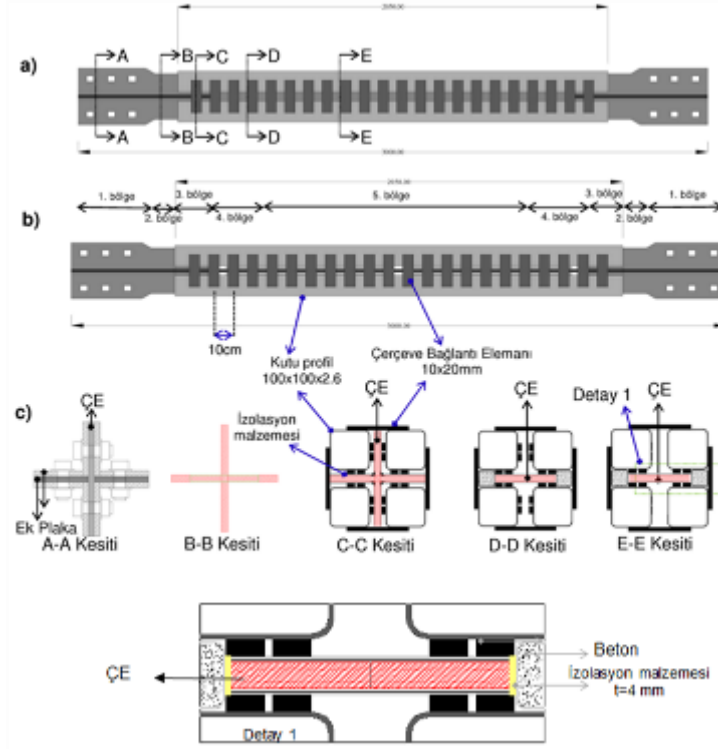 a)
A
B
C
D
E
A
B
C
D
E
b)
1. bölge
2. bölge
3. bölge
4. bölge
5. bölge
4. bölge
3. bölge
2. bölge
1. bölge
10cm
Kutu profil
100x100x2.6
Çerçeve Bağlantı Elemanı
10x20mm
c)
ÇE
İzolasyon
malzemesi
ÇE
ÇE
Detay 1
ÇE
Ek Plaka
A-A Kesiti
B-B Kesiti
C-C Kesiti
D-D Kesiti
E-E Kesiti
Beton
ÇE
İzolasyon malzemesi
t=4 mm
Detay 1